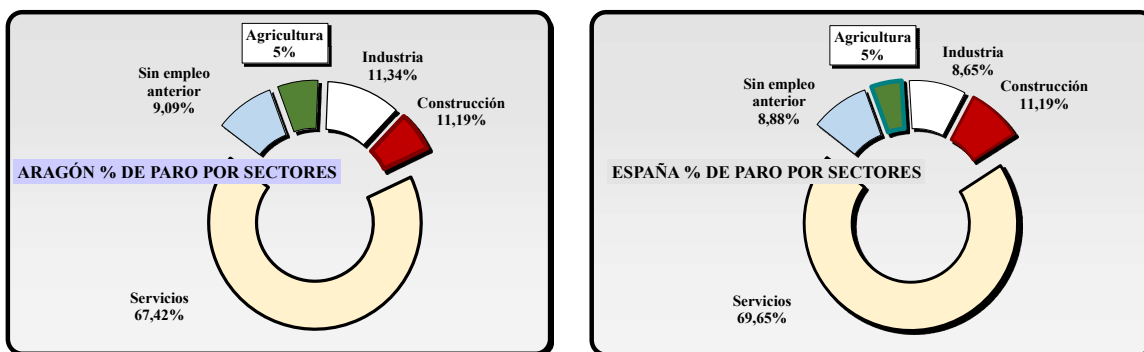 Agricultura
5%
Industria
11,34%
Sin empleo
anterior
9,09%
Construcción
11,19%
ARAGÓN % DE PARO POR SECTORES
Servicios
67,42%
Agricultura
5%
Industria
8,65%
Sin empleo
anterior
8,88%
Construcción
11,19%
ESPAÑA % DE PARO POR SECTORES
Servicios
69,65%